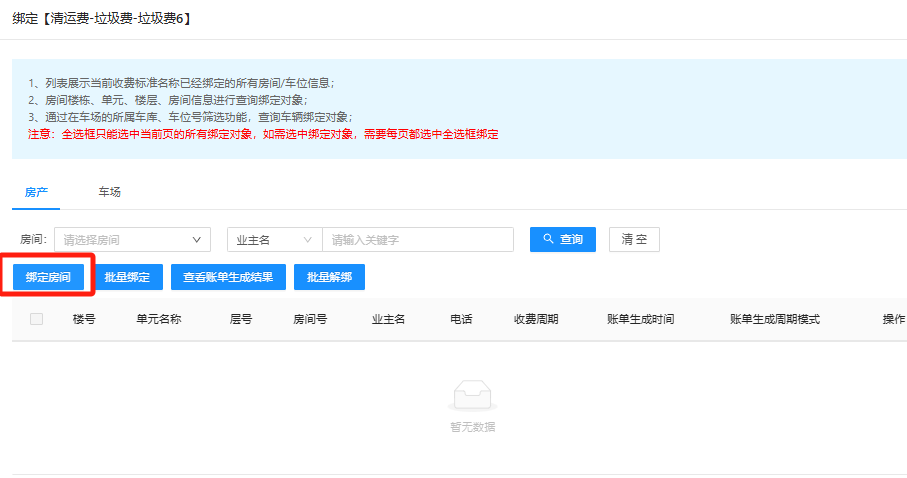 绑定【清运费-垃圾费-垃圾费6】
1、列表展示当前收费标准名称已经绑定的所有房间/车位信息；
2、房间楼栋、单元、楼层、房间信息进行查询绑定对象；
3、通过在车场的所属车库、车位号筛选功能，查询车辆绑定对象；
注意：全选框只能选中当前页的所有绑定对象，如需选中绑定对象，需要每页都选中全选框绑定
房产 车场
房间: 请选择房间 业主名 请输入关键字 查询 清 空
绑定房间 批量绑定 查看账单生成结果 批量解绑
楼号 单元名称 层号 房间号 业主名 电话 收费周期 账单生成时间 账单生成周期模式 操作
暂无数据